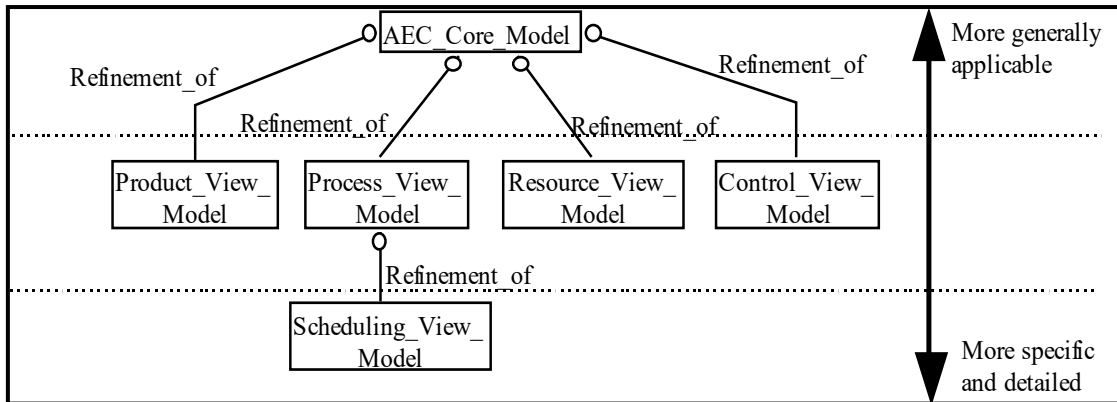 AEC_Core_Model
More generally
applicable
Refinement_of
Refinement_of
Refinement_of
Refinement_of
Product_View_
Model
Process_View_
Model
Resource_View_
Model
Control_View_
Model
Refinement_of
Scheduling_View_
Model
More specific
and detailed